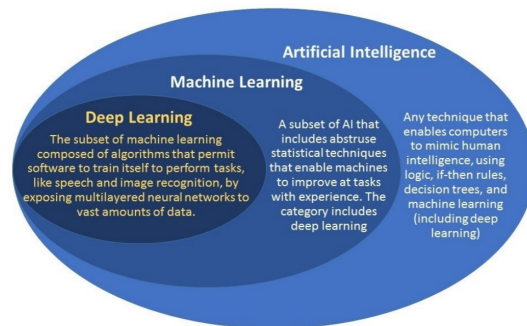 Artificial Intelligence
Machine Learning
Deep Learning
The subset of machine learning
composed of algorithms that permit
software to train itself to perform tasks,
like speech and image recognition, by
exposing multilayered neural networks to
vast amounts of data.
A subset of AI that
includes abstruse
statistical techniques
that enable machines
to improve at tasks
with experience. The
category includes
deep learning
Any technique that
enables computers
to mimic human
intelligence, using
logic, if-then rules,
decision trees, and
machine learning
(including deep
learning)